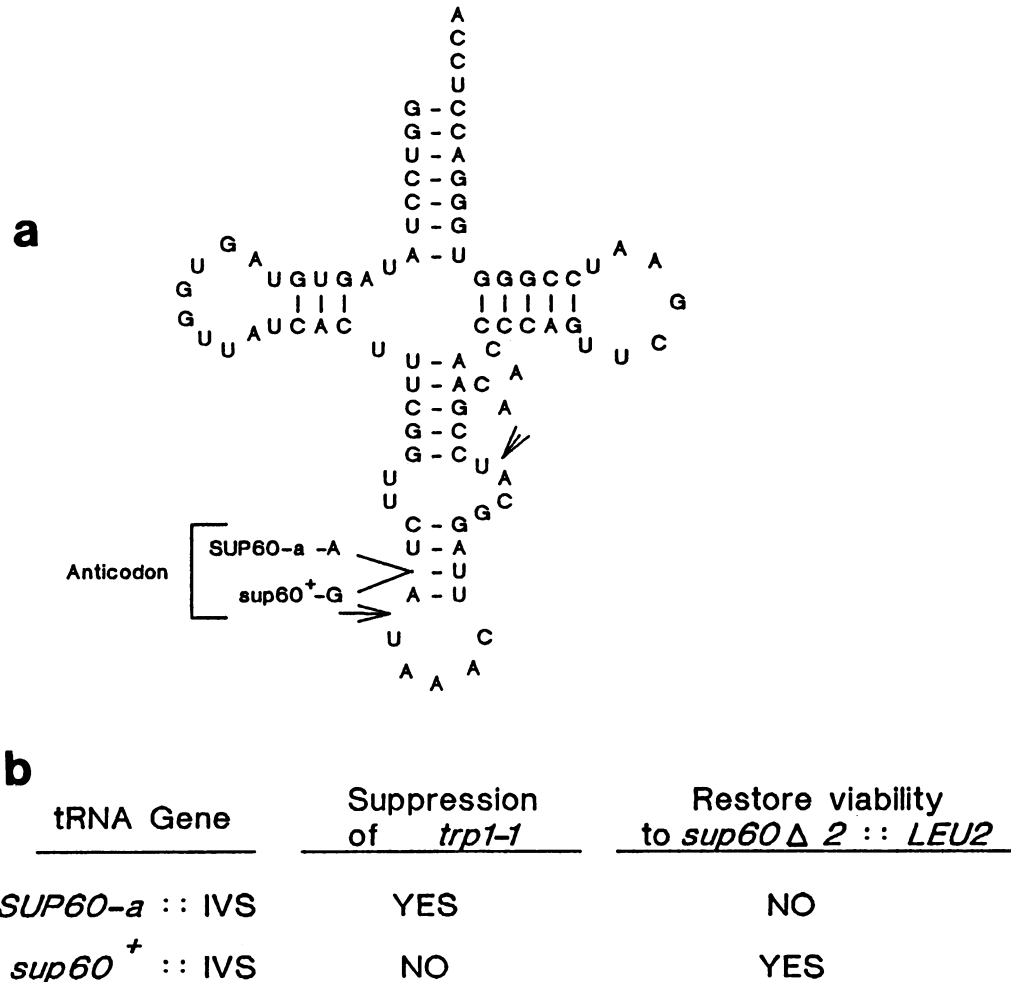 a
A
C
C
U
G - C
G - C
U - A
C - G
C - G
U - G
A - U
U G A U G U G A U
G G G C C U A A G
G U U A U C A C
C C C A G U U C
U
U - A C
U - A C A
C - G A
G - C
G - C U
U A
U G C
C - G
Anticodon
SUP60-a -A
U - A
- U
sup60+-G
A - U
U C
A A A
b
tRNA Gene
Suppression of trp1-1
Restore viability to sup60 Δ 2 :: LEU2
SUP60-a :: IVS YES NO
sup60 + :: IVS NO YES